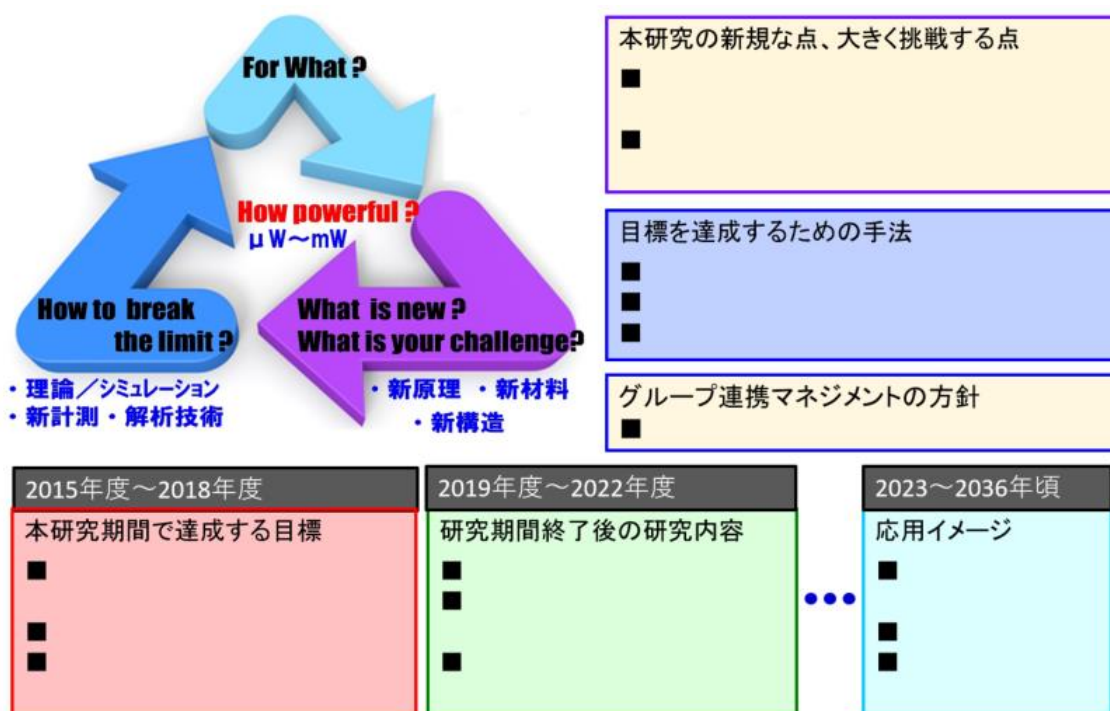 For What ?
How powerful ?
μW～mW
How to break
the limit ?
What is new ?
What is your challenge?
・理論／シミュレーション
・新計測・解析技術
・新原理 ・新材料
・新構造
本研究の新規な点、大きく挑戦する点
■
■
目標を達成するための手法
■
■
■
グループ連携マネジメントの方針
■
2015年度～2018年度
本研究期間で達成する目標
■
■
■
2019年度～2022年度
研究期間終了後の研究内容
■
■
■
•••
2023～2036年頃
応用イメージ
■
■
■